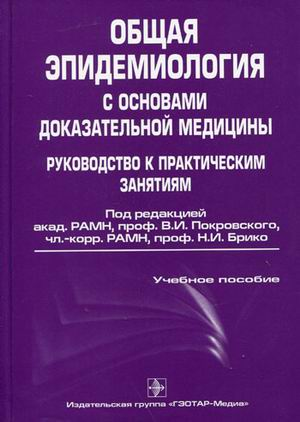 ОБЩАЯ
ЭПИДЕМИОЛОГИЯ
С ОСНОВАМИ
ДОКАЗАТЕЛЬНОЙ МЕДИЦИНЫ
РУКОВОДСТВО К ПРАКТИЧЕСКИМ
ЗАНЯТИЯМ
Под редакцией
акад. РАМН, проф. В.И. Покровского,
чл.-корр. РАМН, проф. Н.И. Брико
Учебное пособие
Издательская группа «ГЭОТАР-Медиа»